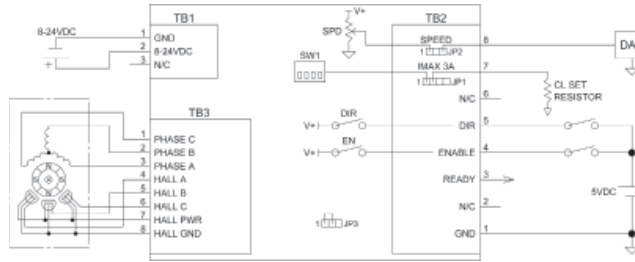 8-24VDC
TB1
1 GND
2 8-24VDC
3 N/C
+
TB3
1 PHASE C
2 PHASE B
3 PHASE A
4 HALL A
5 HALL B
6 HALL C
7 HALL PWR
8 HALL GND
V+
SPD
SW1
DIR
V+
EN
V+
1 JP3
TB2
SPEED 8
1 JP2
IMAX 3A 7
1 JP1
N/C 6
DIR 5
ENABLE 4
READY 3
N/C 2
GND 1
DA
CL SET
RESISTOR
5VDC
N